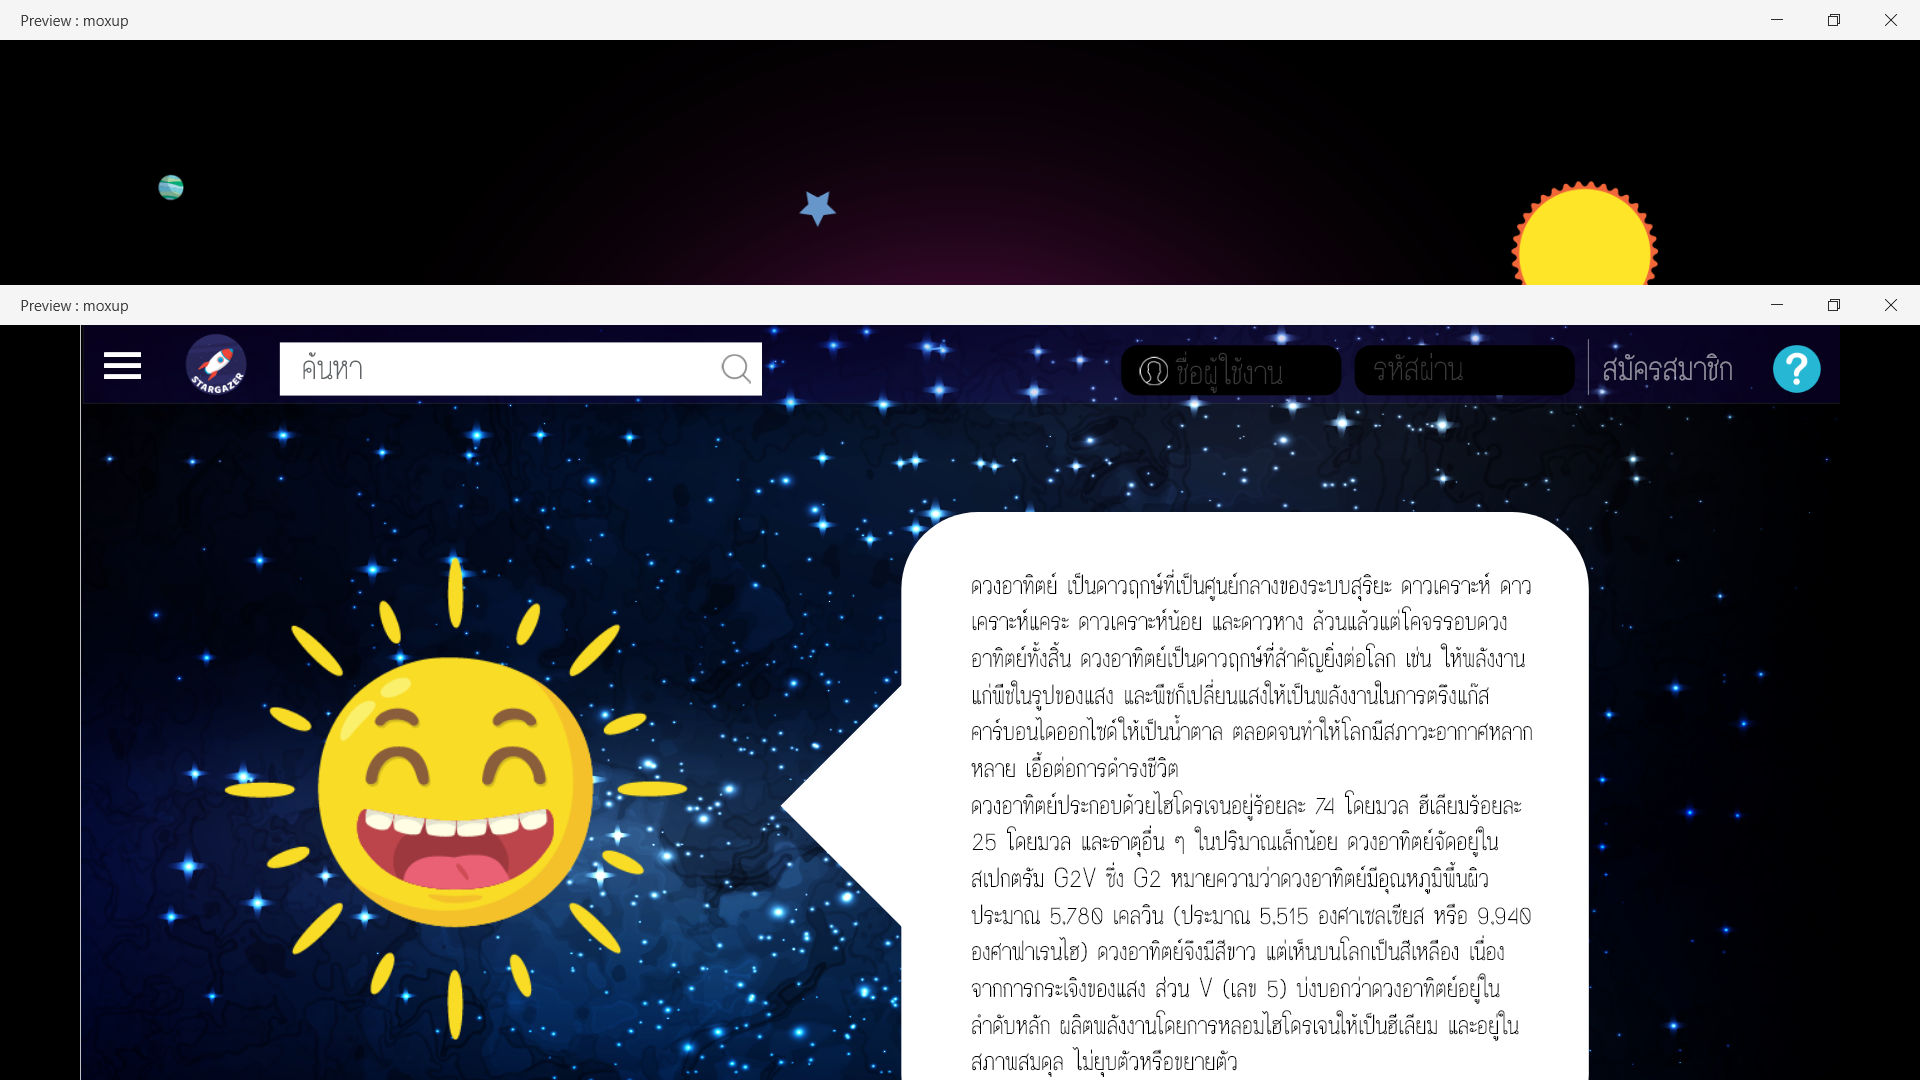 Preview : moxup
Preview : moxup
STARGAZER
ค้นหา
ชื่อผู้ใช้งาน
รหัสผ่าน
สมัครสมาชิก
?
ดวงอาทิตย์ เป็นดาวฤกษ์ที่เป็นศูนย์กลางของระบบสุริยะ ดาวเคราะห์ ดาว
เคราะห์แคระ ดาวเคราะห์น้อย และดาวหาง ล้วนแล้วแต่โคจรรอบดวง
อาทิตย์ทั้งสิ้น ดวงอาทิตย์เป็นดาวฤกษ์ที่สำคัญยิ่งต่อโลก เช่น ให้พลังงาน
แก่พืชในรูปของแสง และพืชก็เปลี่ยนแสงให้เป็นพลังงานในการตรึงแก๊ส
คาร์บอนไดออกไซด์ให้เป็นน้ำตาล ตลอดจนทำให้โลกมีสภาวะอากาศหลาก
หลาย เอื้อต่อการดำรงชีวิต
ดวงอาทิตย์ประกอบด้วยไฮโดรเจนอยู่ร้อยละ 74 โดยมวล ฮีเลียมร้อยละ
25 โดยมวล และธาตุอื่น ๆ ในปริมาณเล็กน้อย ดวงอาทิตย์จัดอยู่ใน
สเปกตรัม G2V ซึ่ง G2 หมายความว่าดวงอาทิตย์มีอุณหภูมิพื้นผิว
ประมาณ 5,780 เคลวิน (ประมาณ 5,515 องศาเซลเซียส หรือ 9,940
องศาฟาเรนไฮ) ดวงอาทิตย์จึงมีสีขาว แต่เห็นบนโลกเป็นสีเหลือง เนื่อง
จากการกระเจิงของแสง ส่วน V (เลข 5) บ่งบอกว่าดวงอาทิตย์อยู่ใน
ลำดับหลัก ผลิตพลังงานโดยการหลอมไฮโดรเจนให้เป็นฮีเลียม และอยู่ใน
สภาพสมดุล ไม่ยุบตัวหรือขยายตัว